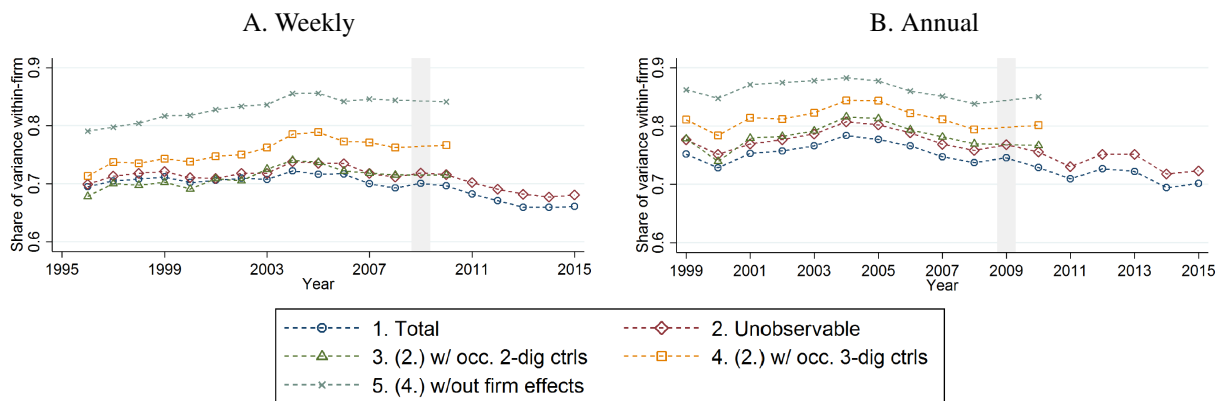 A. Weekly
B. Annual
Share of variance within-firm
0.9
0.8
0.7
0.6
1995 1999 2003 2007 2011 2015
Year
Share of variance within-firm
0.9
0.8
0.7
0.6
1999 2001 2003 2005 2007 2009 2011 2013 2015
Year
1. Total
2. Unobservable
3. (2.) w/ occ. 2-dig ctrls
4. (2.) w/ occ. 3-dig ctrls
5. (4.) w/out firm effects